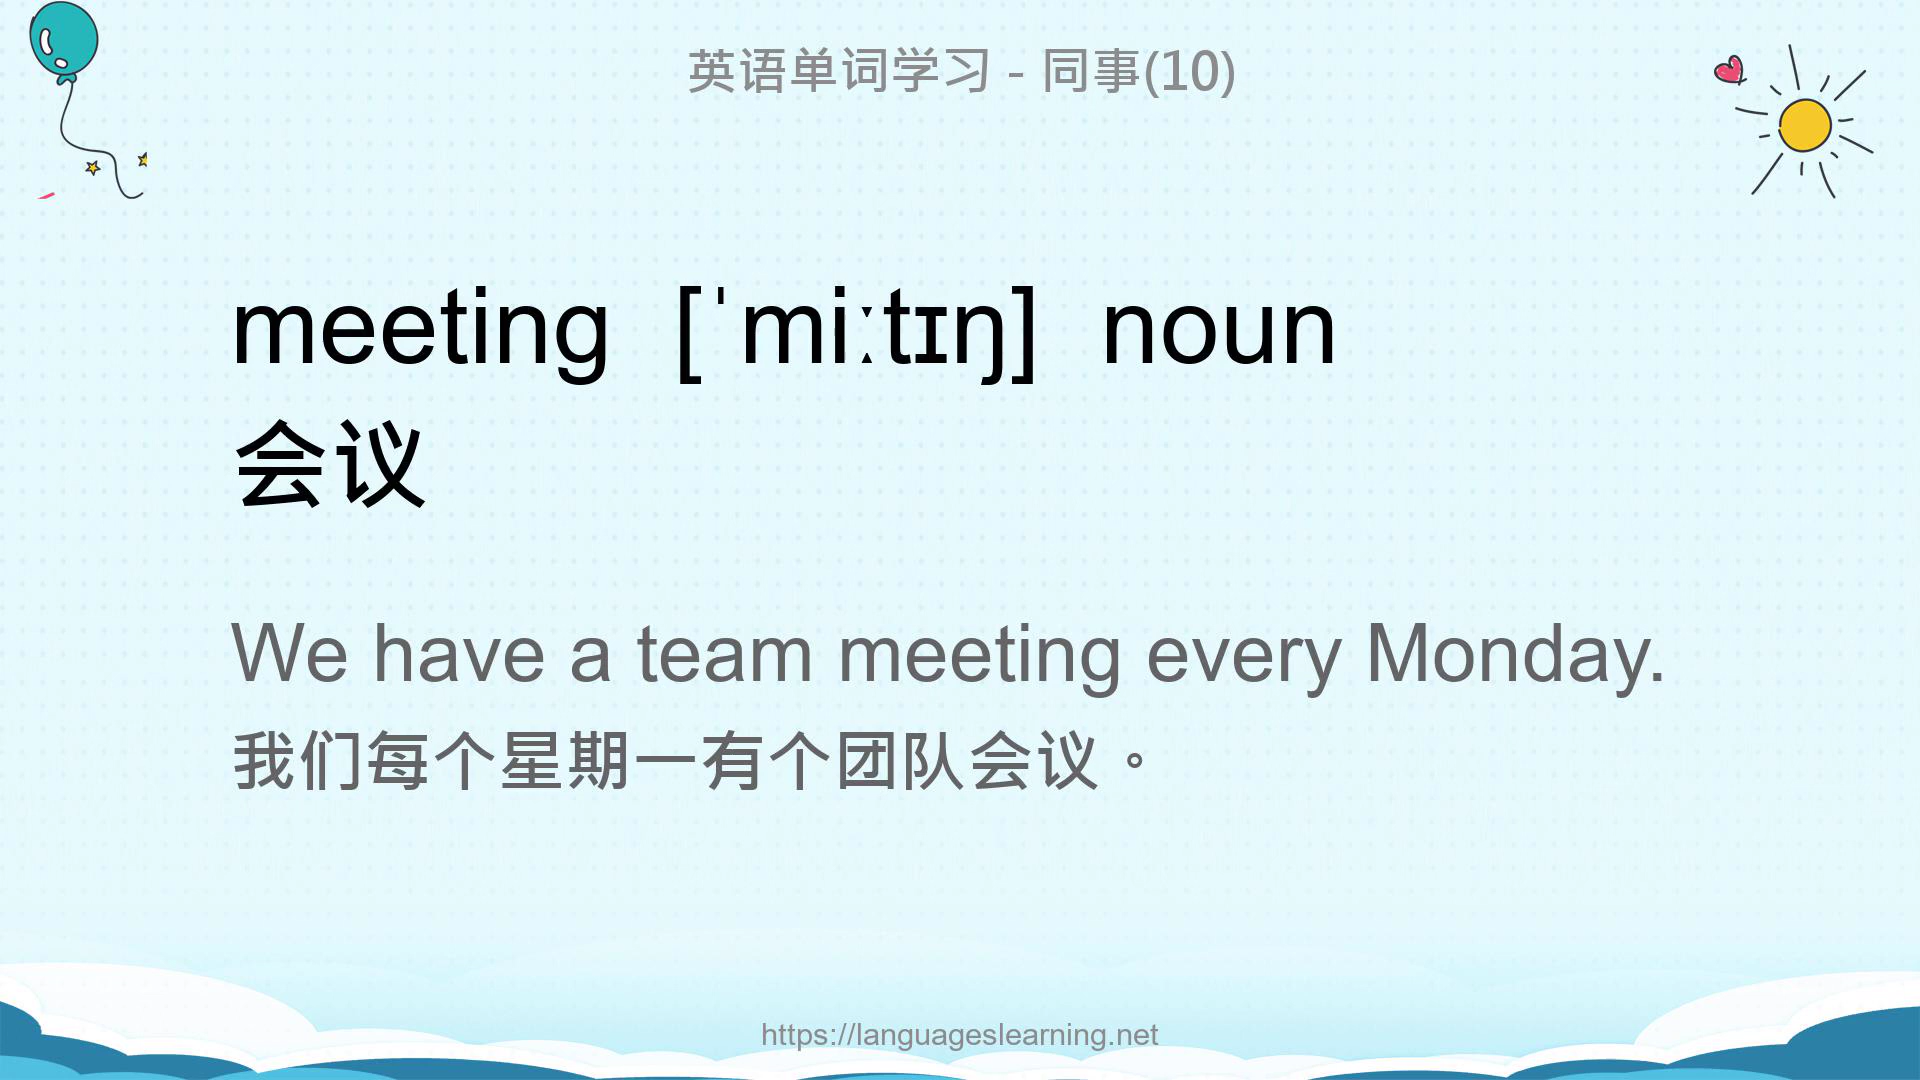 英语单词学习 - 同事(10)
meeting [ˈmiːtɪŋ] noun
会议
We have a team meeting every Monday.
我们每个星期一有个团队会议。
https://languageslearning.net